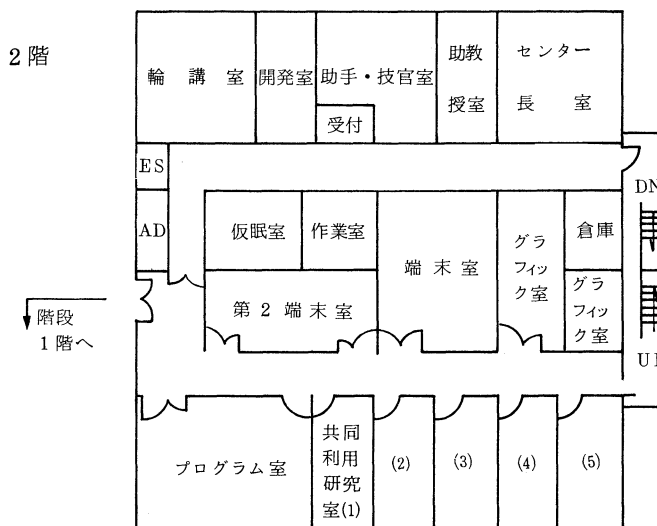 2階
輪講室
開発室
助手・技官室
受付
助教
授室
センター
長室
ES
AD
DN
仮眠室
作業室
端末室
グラ
フィッ
ク室
倉庫
グラ
フィッ
ク室
第2端末室
階段
1階へ
プログラム室
共同
利用
研究
室(1)
(2)
(3)
(4)
(5)